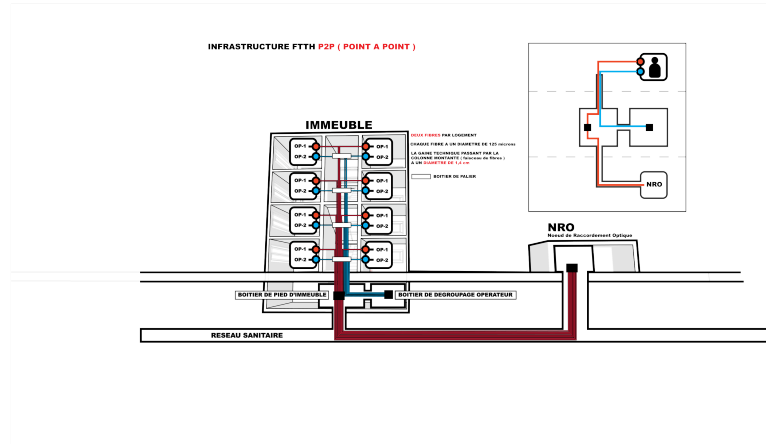 INFRASTRUCTURE FTTH P2P ( POINT A POINT )
IMMEUBLE
DEUX FIBRES PAR LOGEMENT
CHAQUE FIBRE A UN DIAMETRE DE 125 microns
LA GAINE TECHNIQUE PASSANT PAR LA
COLONNE MONTANTE ( faisceau de fibres )
A UN DIAMETRE DE 1,4 cm
BOITIER DE PALIER
OP-1
OP-2
OP-1
OP-2
OP-1
OP-2
OP-1
OP-2
OP-1
OP-2
OP-1
OP-2
OP-1
OP-2
OP-1
OP-2
NRO
NRO
Noeud de Raccordement Optique
BOITIER DE PIED D'IMMEUBLE
BOITIER DE DEGROUPAGE OPERATEUR
RESEAU SANITAIRE